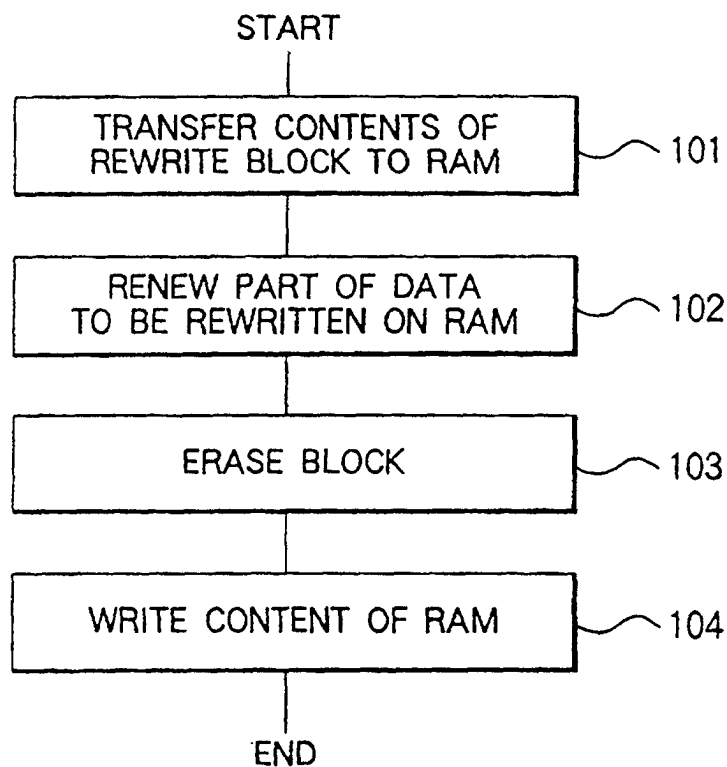 START
TRANSFER CONTENTS OF
REWRITE BLOCK TO RAM
101
RENEW PART OF DATA
TO BE REWRITTEN ON RAM
102
ERASE BLOCK
103
WRITE CONTENT OF RAM
104
END